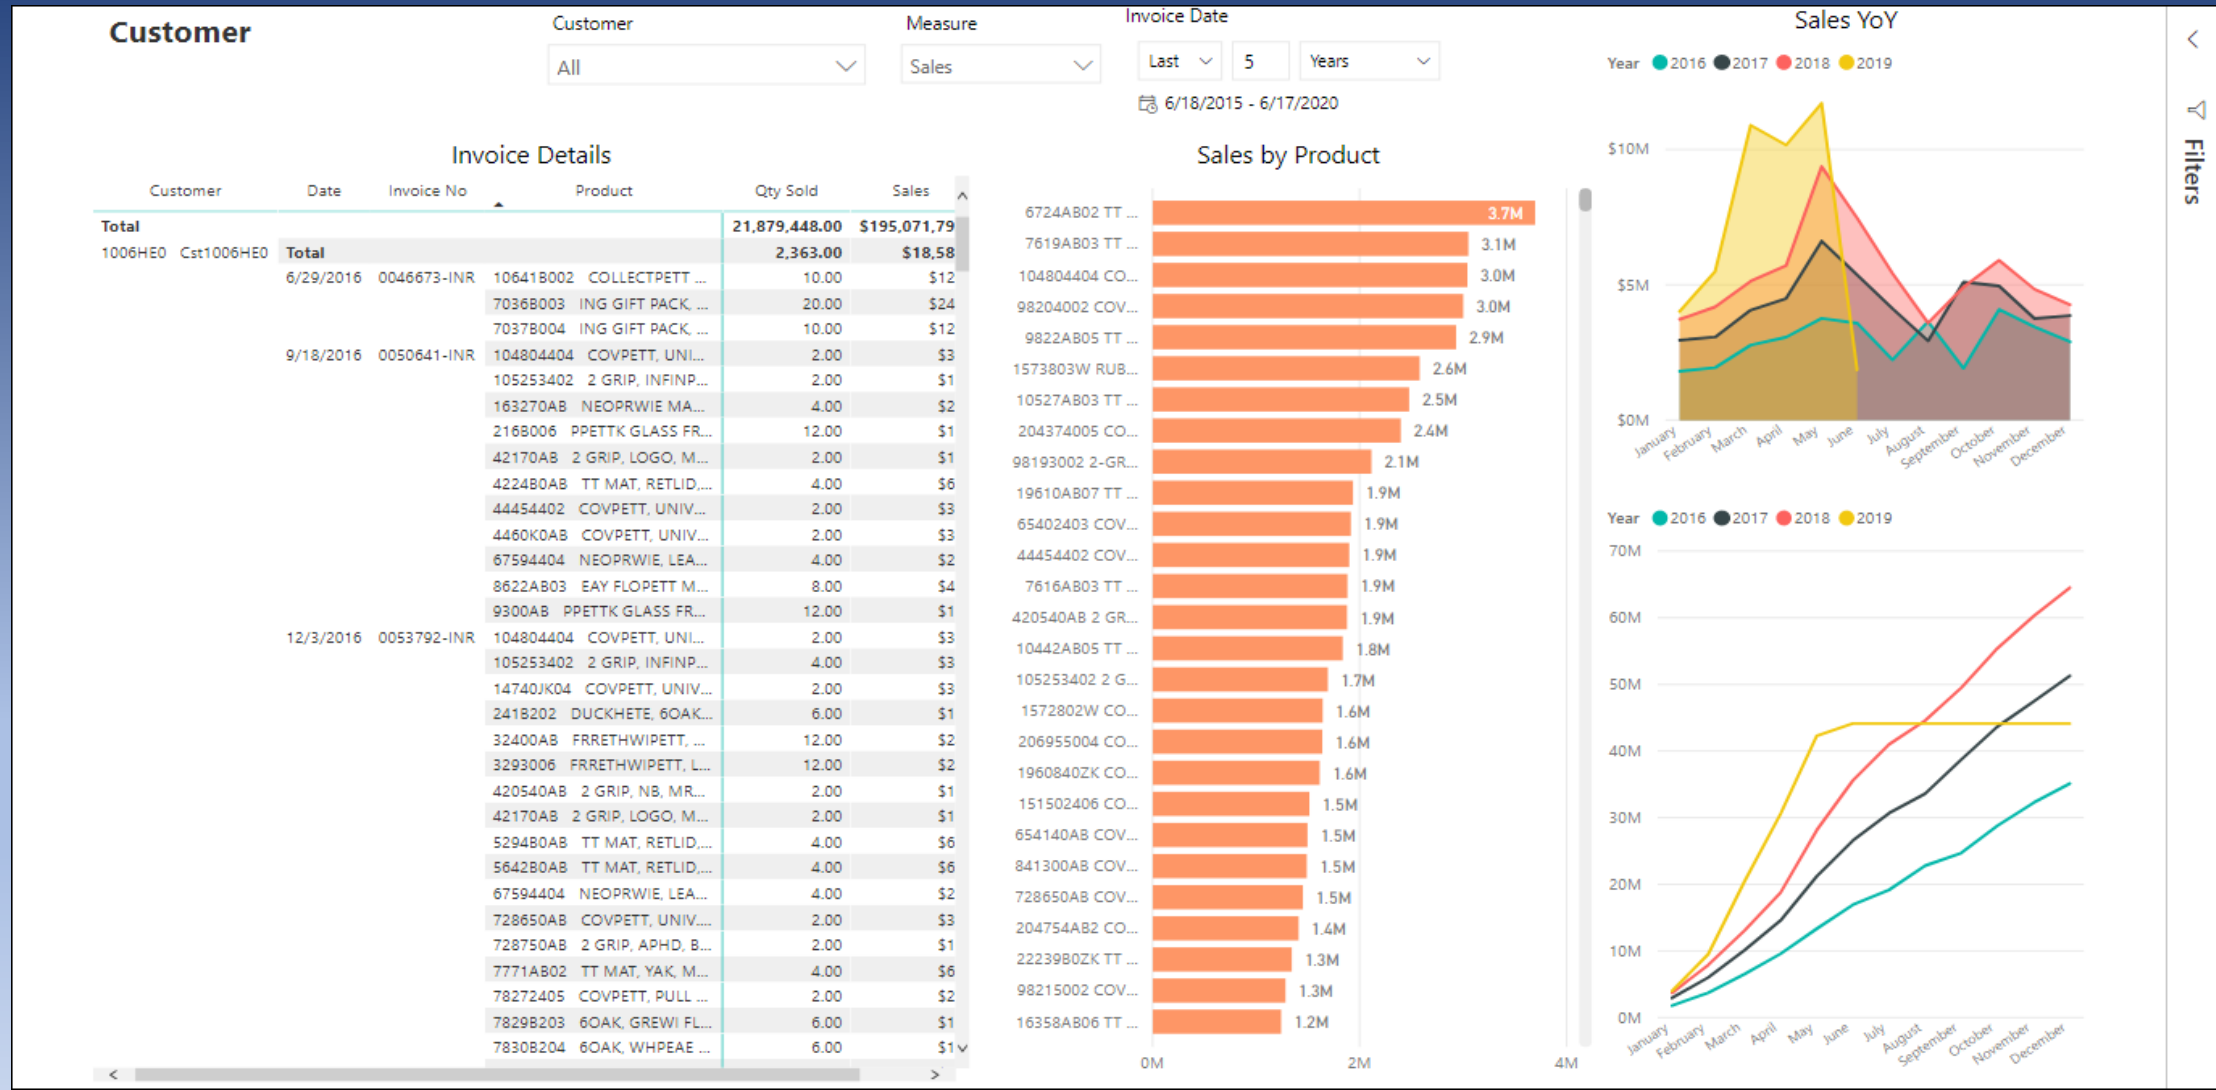 Customer
Customer
All
Measure
Sales
Invoice Date
Last 5 Years
6/18/2015 - 6/17/2020
Invoice Details
Customer Date Invoice No Product Qty Sold Sales
Total 21,879,448.00 $195,071,79
1006HE0 Cst1006HE0 Total 2,363.00 $18,58
6/29/2016 0046673-INR 10641B002 COLLECTPETT ... 10.00 $12
7036B003 ING GIFT PACK, ... 20.00 $24
7037B004 ING GIFT PACK, ... 10.00 $12
9/18/2016 0050641-INR 104804404 COVPETT, UNI... 2.00 $3
105253402 2 GRIP, INFINP... 2.00 $1
163270AB NEOPRWIE MA... 4.00 $2
216B006 PPETTK GLASS FR... 12.00 $1
42170AB 2 GRIP, LOGO, M... 2.00 $1
4224B0AB TT MAT, RETLID,... 4.00 $6
44454402 COVPETT, UNIV... 2.00 $3
4460K0AB COVPETT, UNIV... 2.00 $3
67594404 NEOPRWIE, LEA... 4.00 $2
8622AB03 EAY FLOPETT M... 8.00 $4
9300AB PPETTK GLASS FR... 12.00 $1
12/3/2016 0053792-INR 104804404 COVPETT, UNI... 2.00 $3
105253402 2 GRIP, INFINP... 4.00 $3
14740JK04 COVPETT, UNIV... 2.00 $3
241B202 DUCKHETE, 6OAK... 6.00 $1
32400AB FRRETHWIPETT, ... 12.00 $2
3293006 FRRETHWIPETT, L... 12.00 $2
420540AB 2 GRIP, NB, MR... 2.00 $1
42170AB 2 GRIP, LOGO, M... 2.00 $1
5294B0AB TT MAT, RETLID,... 4.00 $6
5642B0AB TT MAT, RETLID,... 4.00 $6
67594404 NEOPRWIE, LEA... 4.00 $2
728650AB COVPETT, UNIV.... 2.00 $3
728750AB 2 GRIP, APHD, B... 2.00 $1
7771AB02 TT MAT, YAK, M... 4.00 $6
78272405 COVPETT, PULL ... 2.00 $2
7829B203 6OAK, GREWI FL... 6.00 $1
7830B204 6OAK, WHPEAE ... 6.00 $1
Sales by Product
6724AB02 TT ... 3.7M
7619AB03 TT ... 3.1M
104804404 CO... 3.0M
98204002 COV... 3.0M
9822AB05 TT ... 2.9M
1573803W RUB... 2.6M
10527AB03 TT ... 2.5M
204374005 CO... 2.4M
98193002 2-GR... 2.1M
19610AB07 TT ... 1.9M
65402403 COV... 1.9M
44454402 COV... 1.9M
7616AB03 TT ... 1.9M
420540AB 2 GR... 1.9M
10442AB05 TT ... 1.8M
105253402 2 G... 1.7M
1572802W CO... 1.6M
206955004 CO... 1.6M
1960840ZK CO... 1.6M
151502406 CO... 1.5M
654140AB COV... 1.5M
841300AB COV... 1.5M
728650AB COV... 1.5M
204754AB2 CO... 1.4M
22239B0ZK TT ... 1.3M
98215002 COV... 1.3M
16358AB06 TT ... 1.2M
0M 2M 4M
Sales YoY
Year 2016 2017 2018 2019
$10M
$5M
$0M
January February March April May June July August September October November December
Year 2016 2017 2018 2019
70M
60M
50M
40M
30M
20M
10M
0M
January February March April May June July August September October November December
Filters